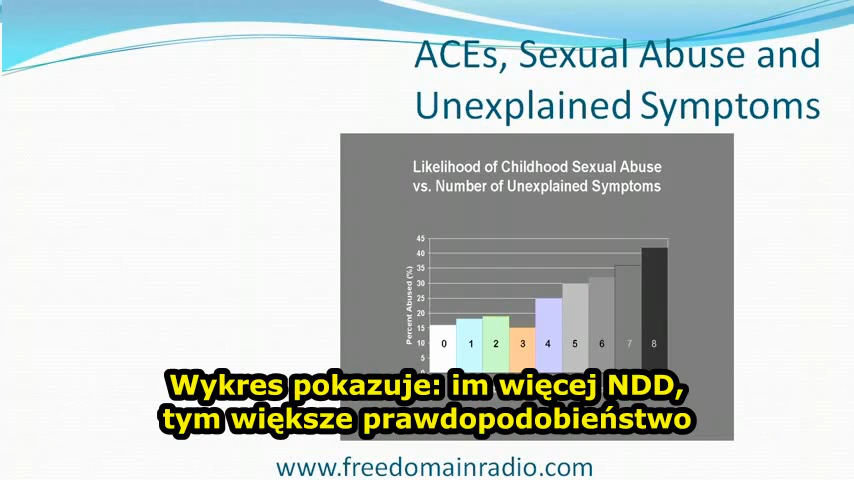 ACEs, Sexual Abuse and
Unexplained Symptoms
Likelihood of Childhood Sexual Abuse
vs. Number of Unexplained Symptoms
45
40
35
30
25
20
15
10
5
Percent Abused (%)
0 1 2 3 4 5 6 7 8
Wykres pokazuje: im więcej NDD,
tym większe prawdopodobieństwo
www.freedomainradio.com